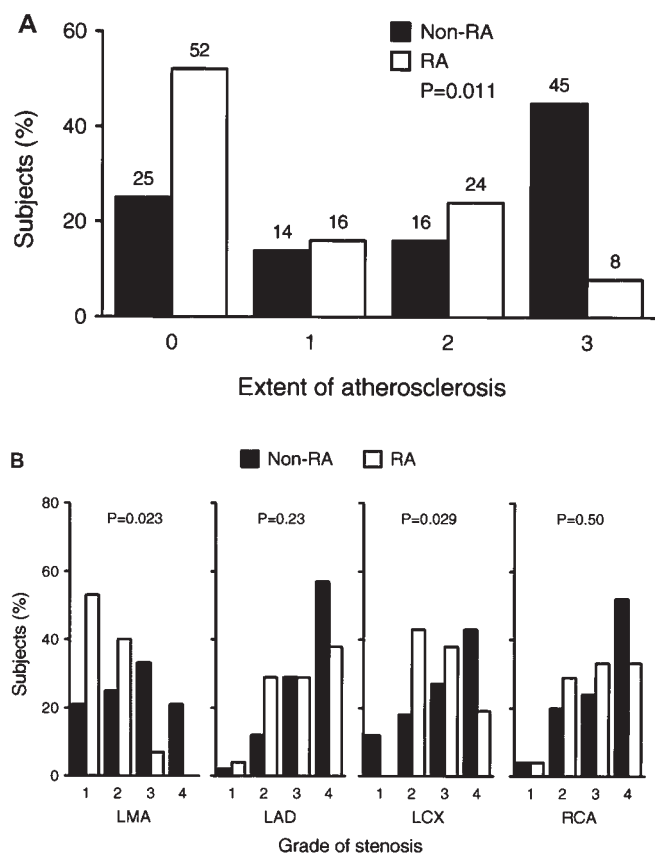 A
60
40
20
0
Subjects (%)
Non-RA
RA
P=0.011
25
52
14
16
16
24
45
8
0 1 2 3
Extent of atherosclerosis
B
Non-RA RA
80
60
40
20
0
Subjects (%)
P=0.023 P=0.23 P=0.029 P=0.50
1 2 3 4 1 2 3 4 1 2 3 4 1 2 3 4
LMA LAD LCX RCA
Grade of stenosis